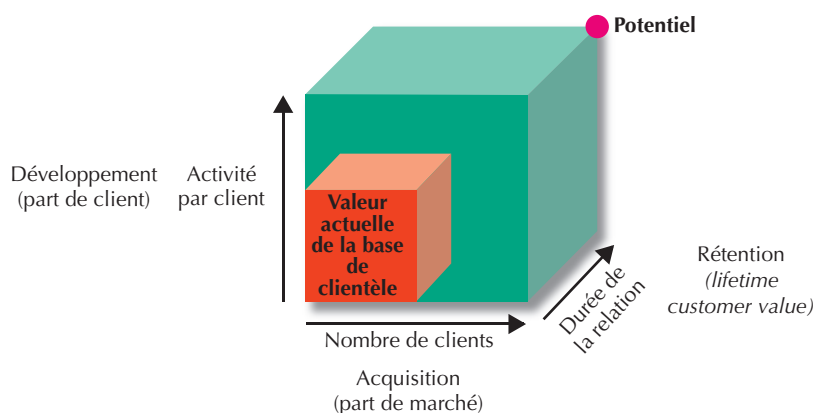 Potentiel
Développement
(part de client)
Activité
par client
Valeur
actuelle
de la base
de
clientèle
Durée de
la relation
Rétention
(lifetime
customer value)
Nombre de clients
Acquisition
(part de marché)